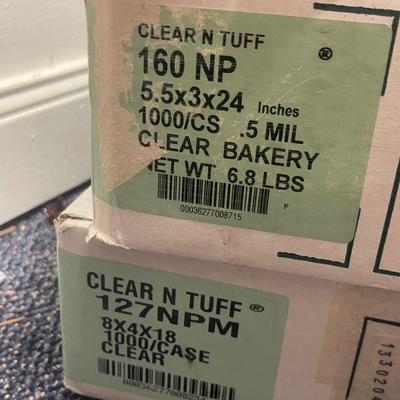 CLEAR N TUFF
160 NP ®
5.5x3x24 Inches
1000/CS .5 MIL
CLEAR BAKERY
NET WT 6.8 LBS
00036277008715 F
CLEAR N TUFF ®
127NPM
8X4X18
1000/CASE
CLEAR
1330204